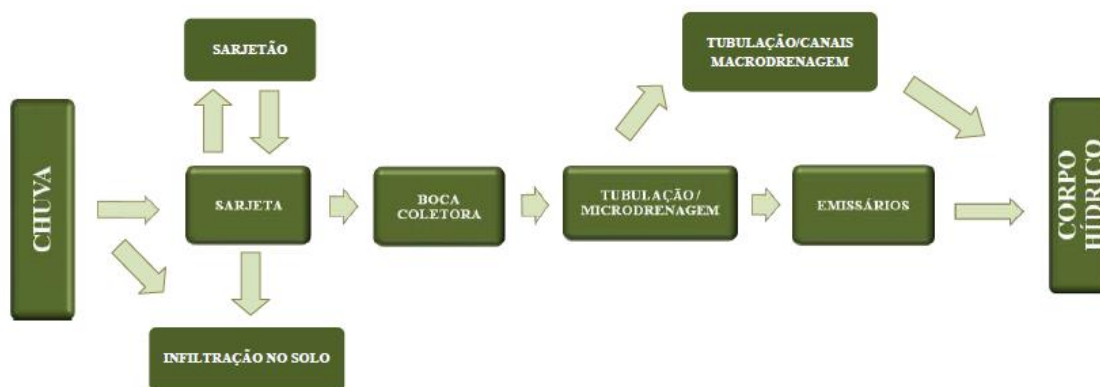 CHUVA
SARJETÃO
SARJETA
INFILTRAÇÃO NO SOLO
BOCA
COLETORA
TUBULAÇÃO /
MICRODRENAGEM
TUBULAÇÃO/CANAIS
MACRODRENAGEM
EMISSÁRIOS
CORPO
HÍDRICO